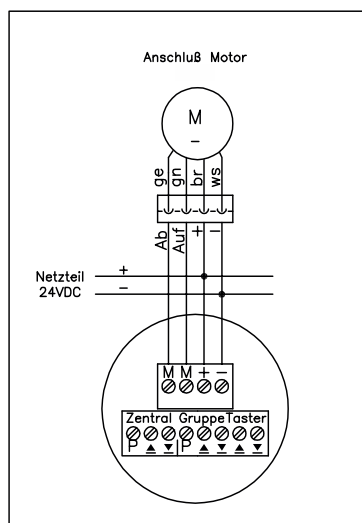 Anschluß Motor
M
-
ge gn br ws
Ab Auf + -
Netzteil +
24VDC -
M M + -
Zentral Gruppe Taster
P ▲ ▼ P ▲ ▼ ▲ ▼